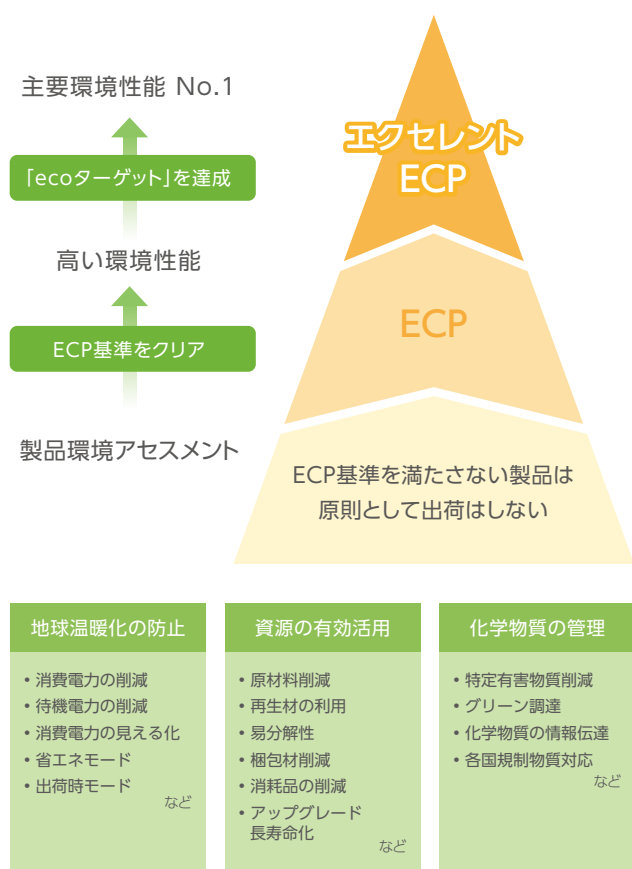 主要環境性能 No.1
「ecoターゲット」を達成
高い環境性能
ECP基準をクリア
製品環境アセスメント
エクセレント
ECP
ECP
ECP基準を満たさない製品は
原則として出荷はしない
地球温暖化の防止
• 消費電力の削減
• 待機電力の削減
• 消費電力の見える化
• 省エネモード
• 出荷時モード
など
資源の有効活用
• 原材料削減
• 再生材の利用
• 易分解性
• 梱包材削減
• 消耗品の削減
• アップグレード
長寿命化
など
化学物質の管理
• 特定有害物質削減
• グリーン調達
• 化学物質の情報伝達
• 各国規制物質対応
など